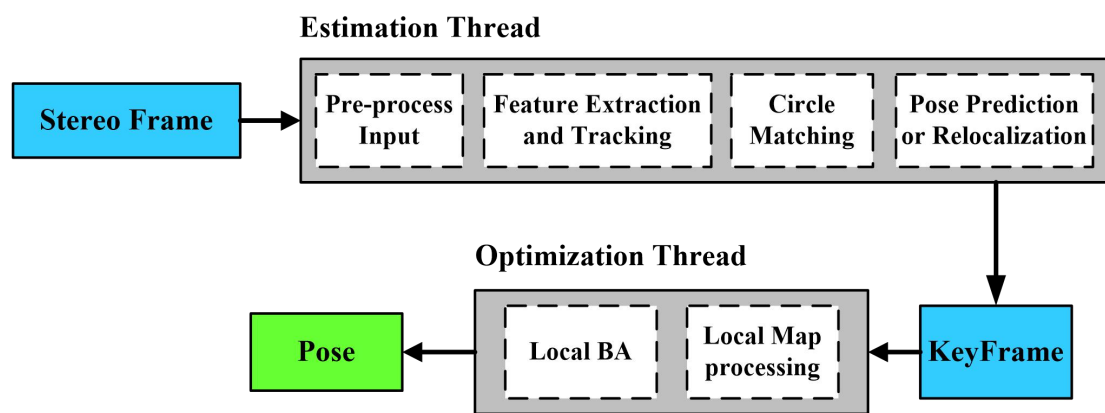 Estimation Thread
Stereo Frame
Pre-process
Input
Feature Extraction
and Tracking
Circle
Matching
Pose Prediction
or Relocalization
Optimization Thread
Pose
Local BA
Local Map
processing
KeyFrame